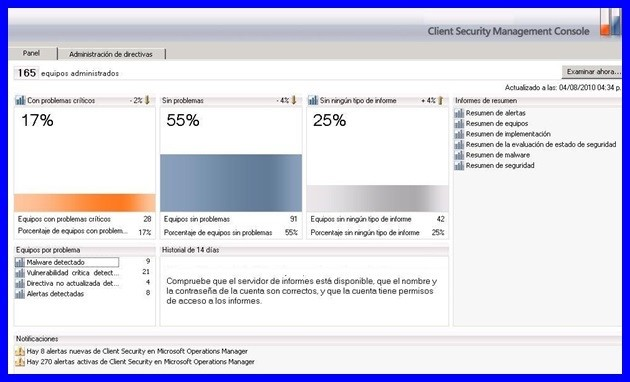 Client Security Management Console
Panel
Administración de directivas
165 equipos administrados
Examinar ahora...
Actualizado a las: 04/08/2010 04:34 p.
Con problemas críticos - 2%
17%
Equipos con problemas críticos 28
Porcentaje de equipos con problem... 17%
Sin problemas - 4%
55%
Equipos sin problemas 91
Porcentaje de equipos sin problemas 55%
Sin ningún tipo de informe + 4%
25%
Equipos sin ningún tipo de informe 42
Porcentaje sin ningún tipo de informe 25%
Informes de resumen
Resumen de alertas
Resumen de equipos
Resumen de implementación
Resumen de la evaluación de estado de seguridad
Resumen de malware
Resumen de seguridad
Equipos por problema
Malware detectado 9
Vulnerabilidad crítica detect... 21
Directiva no actualizada det... 4
Alertas detectadas 8
Historial de 14 días
Compruebe que el servidor de informes está disponible, que el nombre y
la contraseña de la cuenta son correctos, y que la cuenta tiene permisos
de acceso a los informes.
Notificaciones
Hay 8 alertas nuevas de Client Security en Microsoft Operations Manager
Hay 270 alertas activas de Client Security en Microsoft Operations Manager